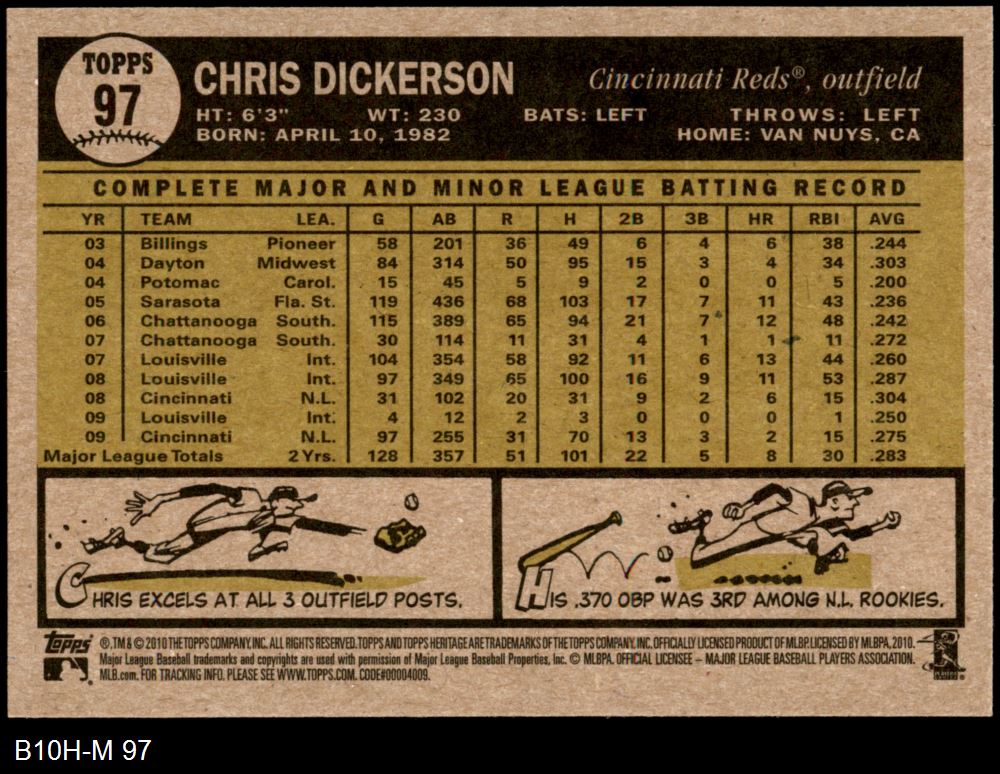 TOPPS
97
CHRIS DICKERSON Cincinnati Reds®, outfield
HT: 6'3" WT: 230 BATS: LEFT THROWS: LEFT
BORN: APRIL 10, 1982 HOME: VAN NUYS, CA
COMPLETE MAJOR AND MINOR LEAGUE BATTING RECORD
YR TEAM LEA. G AB R H 2B 3B HR RBI AVG
03 Billings Pioneer 58 201 36 49 6 4 6 38 .244
04 Dayton Midwest 84 314 50 95 15 3 4 34 .303
04 Potomac Carol. 15 45 5 9 2 0 0 5 .200
05 Sarasota Fla. St. 119 436 68 103 17 7 11 43 .236
06 Chattanooga South. 115 389 65 94 21 7 12 48 .242
07 Chattanooga South. 30 114 11 31 4 1 1 11 .272
07 Louisville Int. 104 354 58 92 11 6 13 44 .260
08 Louisville Int. 97 349 65 100 16 9 11 53 .287
08 Cincinnati N.L. 31 102 20 31 9 2 6 15 .304
09 Louisville Int. 4 12 2 3 0 0 0 1 .250
09 Cincinnati N.L. 97 255 31 70 13 3 2 15 .275
Major League Totals 2 Yrs. 128 357 51 101 22 5 8 30 .283
CHRIS EXCELS AT ALL 3 OUTFIELD POSTS.
HIS .370 OBP WAS 3RD AMONG N.L. ROOKIES.
Topps ®, TM & © 2010 THE TOPPS COMPANY, INC. ALL RIGHTS RESERVED. TOPPS AND TOPPS HERITAGE ARE TRADEMARKS OF THE TOPPS COMPANY, INC. OFFICIALLY LICENSED PRODUCT OF MLBP. LICENSED BY MLBPA, 2010.
Major League Baseball trademarks and copyrights are used with permission of Major League Baseball Properties, Inc. © MLBPA. OFFICIAL LICENSEE – MAJOR LEAGUE BASEBALL PLAYERS ASSOCIATION.
MLB.com. FOR TRACKING INFO, PLEASE SEE WWW.TOPPS.COM. CODE#00004009.
B10H-M 97